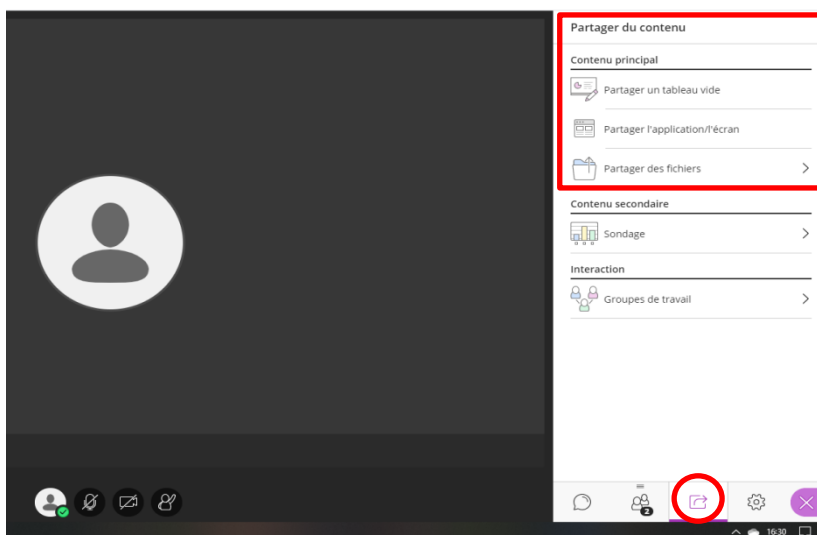 Partager du contenu
Contenu principal
Partager un tableau vide
Partager l'application/l'écran
Partager des fichiers
Contenu secondaire
Sondage
Interaction
Groupes de travail
2
16:30